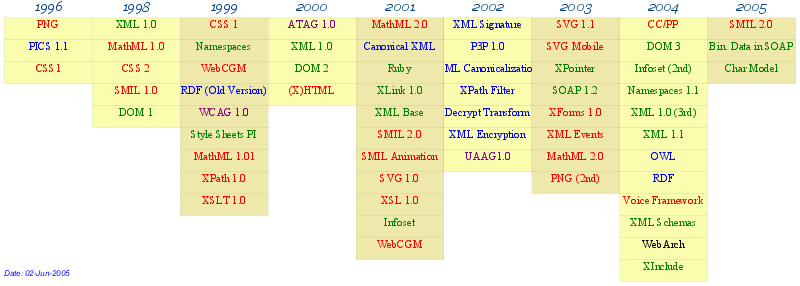 1996 1998 1999 2000 2001 2002 2003 2004 2005
PNG XML 1.0 CSS 1 ATAG 1.0 MathML 2.0 XML Signature SVG 1.1 CC/PP SMIL 2.0
PICS 1.1 MathML 1.0 Namespaces XML 1.0 Canonical XML P3P 1.0 SVG Mobile DOM 3 Bin. Data in SOAP
CSS 1 CSS 2 WebCGM DOM 2 Ruby ML Canonicalizatio XPointer Infoset (2nd) Char Model
SMIL 1.0 RDF (Old Version) (X)HTML XLink 1.0 XPath Filter SOAP 1.2 Namespaces 1.1
DOM 1 WCAG 1.0 XML Base Decrypt Transform XForms 1.0 XML 1.0 (3rd)
Style Sheets PI SMIL 2.0 XML Encryption XML Events XML 1.1
MathML 1.01 SMIL Animation UAAG1.0 MathML 2.0 OWL
XPath 1.0 SVG 1.0 PNG (2nd) RDF
XSLT 1.0 XSL 1.0 Voice Framework
Infoset XML Schemas
WebCGM WebArch
XInclude
Date: 02-Jun-2005